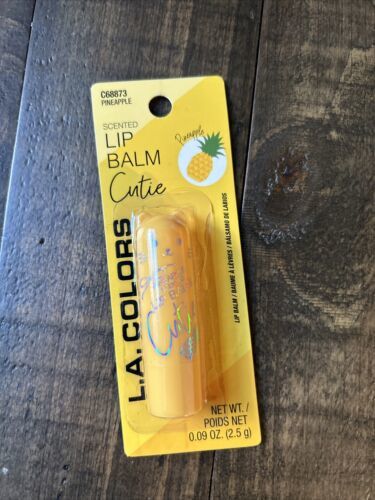 C68873
PINEAPPLE
SCENTED
LIP
BALM
Cutie
Pineapple
L.A. COLORS
LIP BALM / BAUME À LÈVRES / BALSAMO DE LABIOS
NET WT. /
POIDS NET
0.09 OZ. (2.5 g)